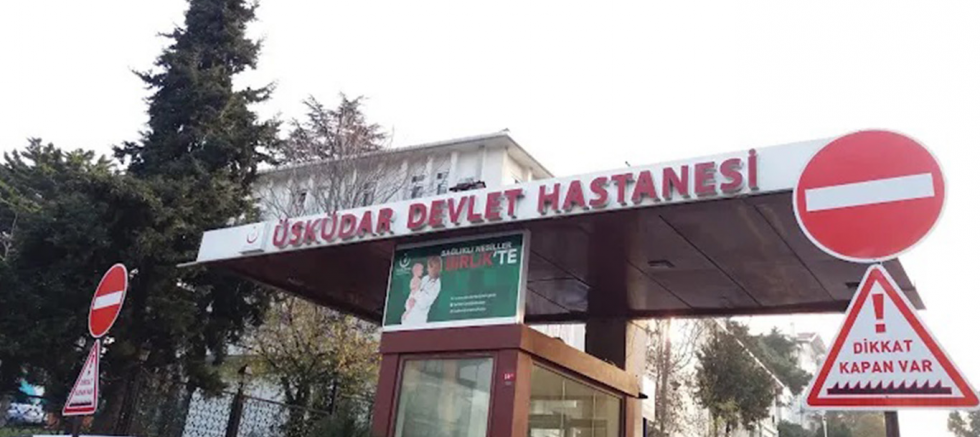 ÜSKÜDAR DEVLET HASTANESİ
SAĞLIKLI NESİLLER
BİRLİK'TE
DİKKAT
KAPAN VAR